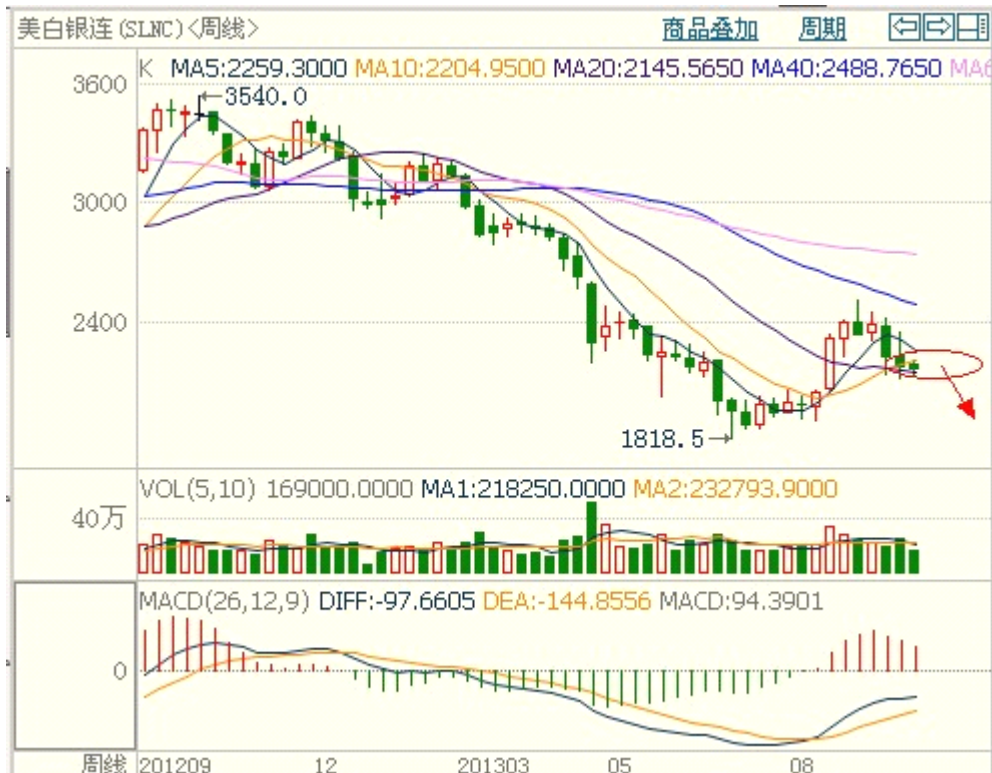 美白银连(SLNC)<周线> 商品叠加 周期
K MA5:2259.3000 MA10:2204.9500 MA20:2145.5650 MA40:2488.7650 MA6
3600
3540.0
3000
2400
1818.5
VOL(5,10) 169000.0000 MA1:218250.0000 MA2:232793.9000
40万
MACD(26,12,9) DIFF:-97.6605 DEA:-144.8556 MACD:94.3901
0
周线 201209 12 201303 05 08